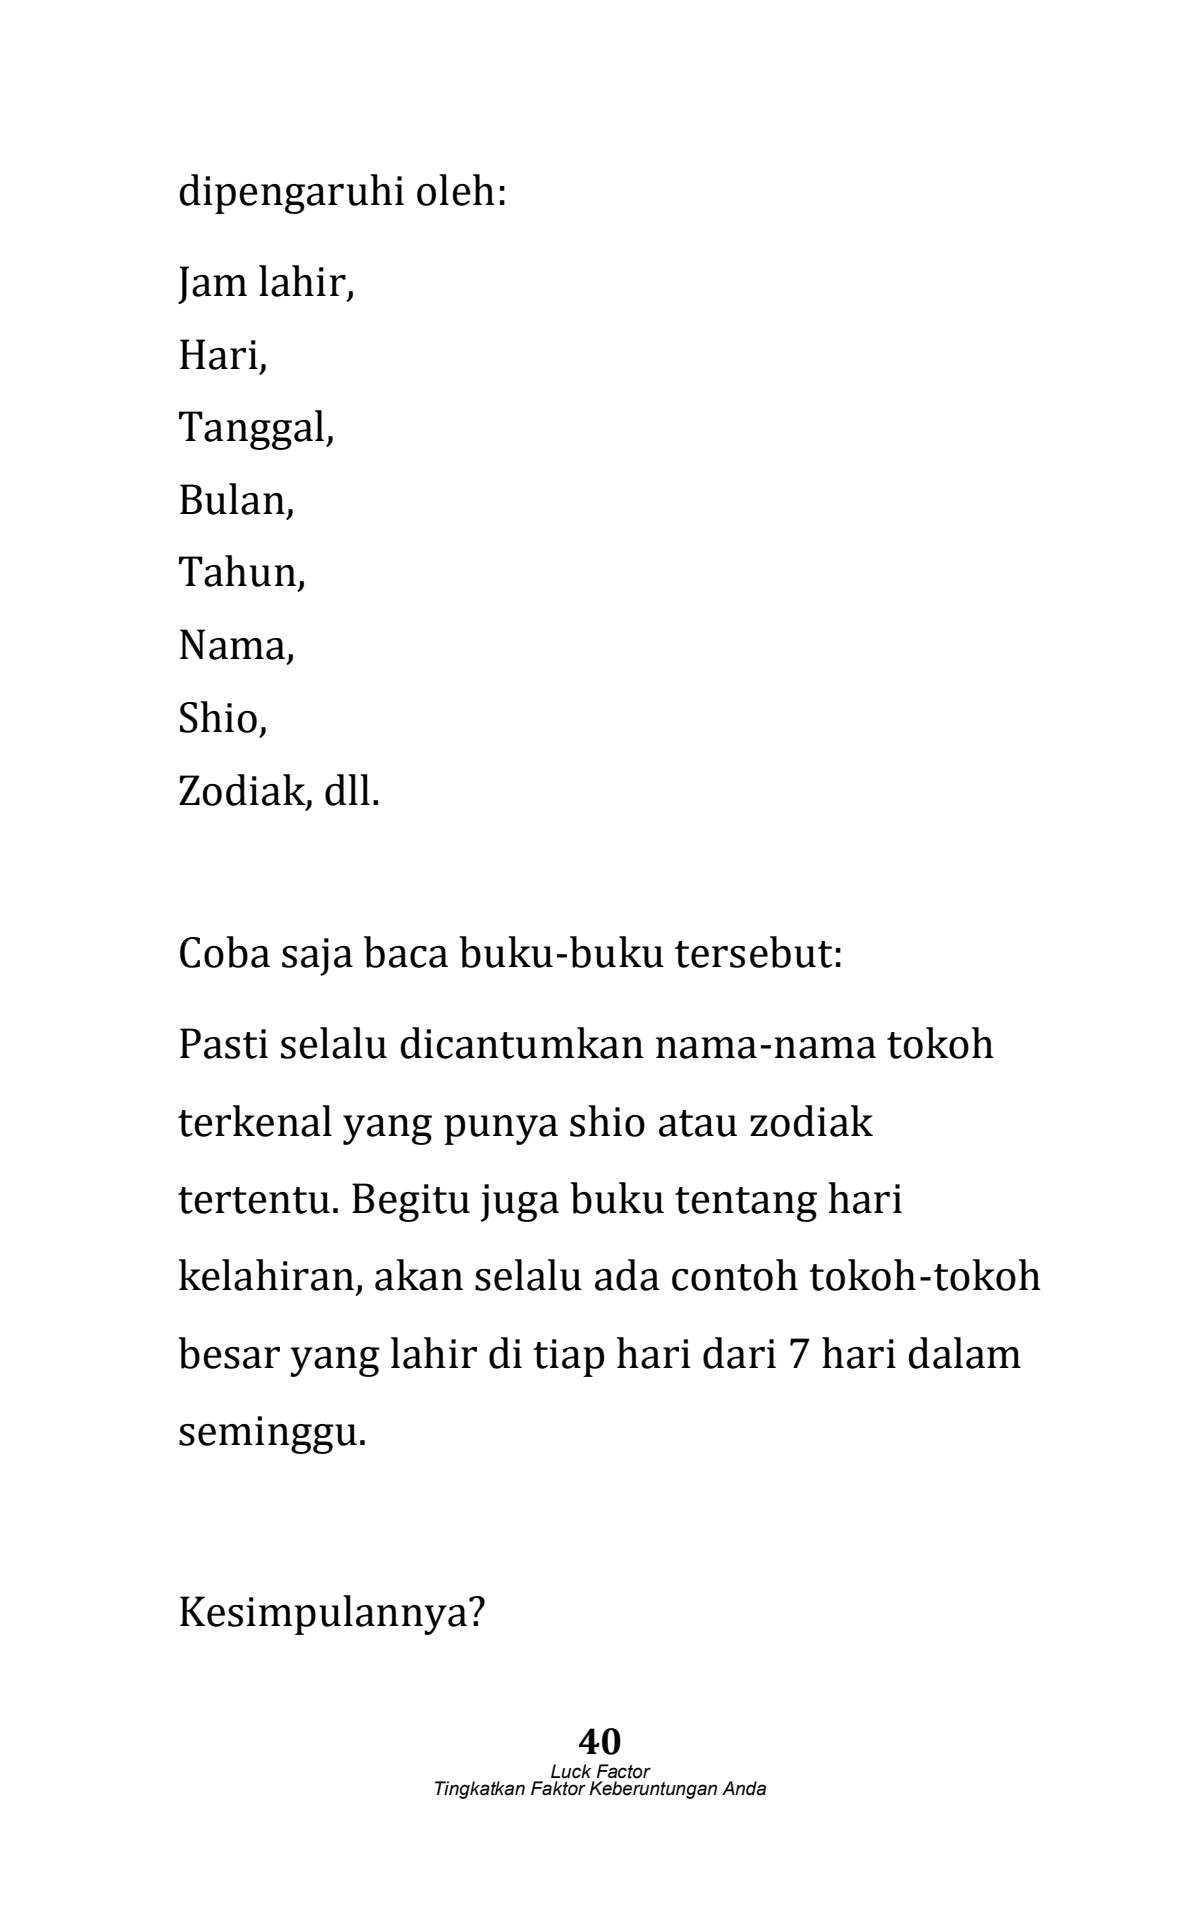 dipengaruhi oleh:
Jam lahir,
Hari,
Tanggal,
Bulan,
Tahun,
Nama,
Shio,
Zodiak, dll.
Coba saja baca buku-buku tersebut:
Pasti selalu dicantumkan nama-nama tokoh
terkenal yang punya shio atau zodiak
tertentu. Begitu juga buku tentang hari
kelahiran, akan selalu ada contoh tokoh-tokoh
besar yang lahir di tiap hari dari 7 hari dalam
seminggu.
Kesimpulannya?
40
Luck Factor
Tingkatkan Faktor Keberuntungan Anda